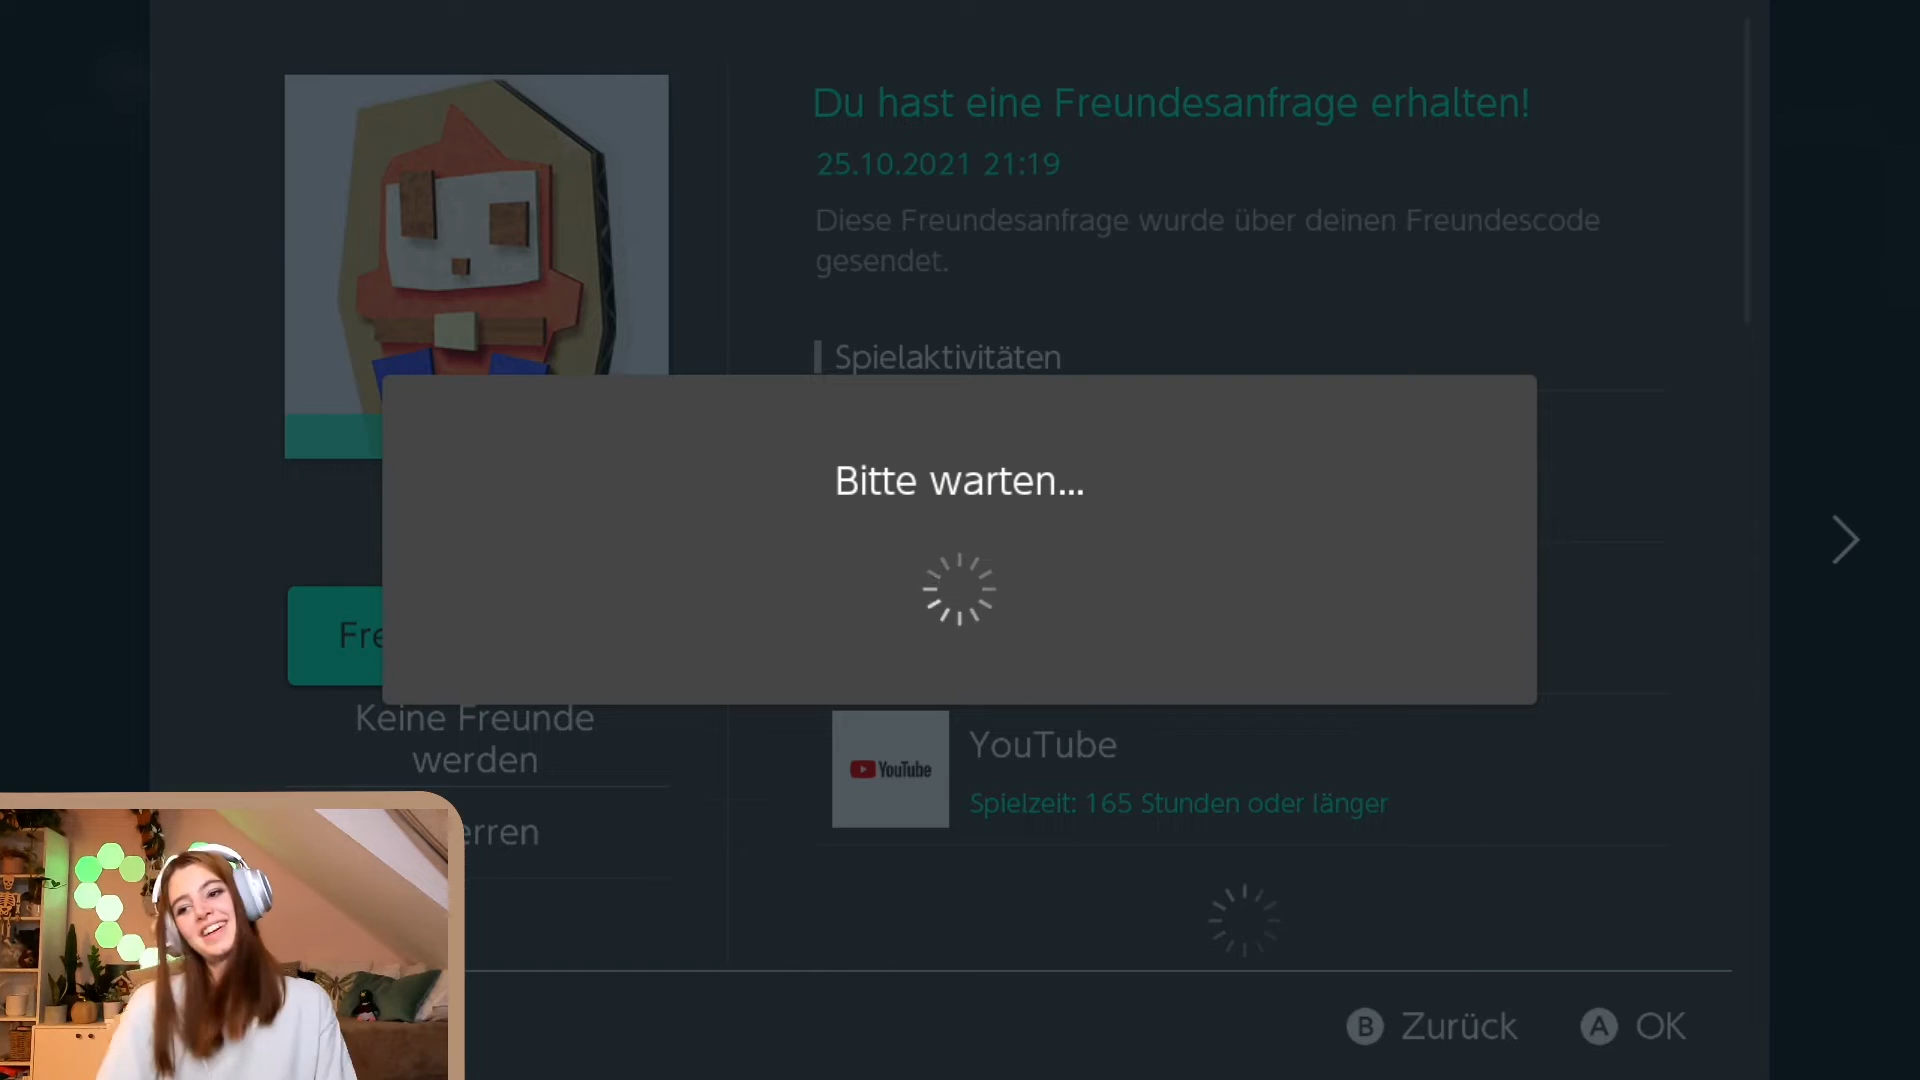 Du hast eine Freundesanfrage erhalten!
25.10.2021 21:19
Diese Freundesanfrage wurde über deinen Freundescode
gesendet.
Spielaktivitäten
Bitte warten...
Fre
Keine Freunde
werden
erren
YouTube
YouTube
Spielzeit: 165 Stunden oder länger
B Zurück
A OK